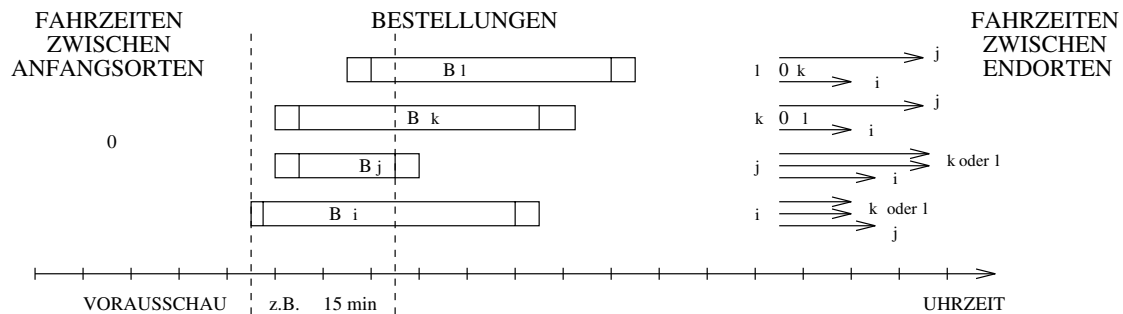 FAHRZEITEN
ZWISCHEN
ANFANGSORTEN
BESTELLUNGEN
FAHRZEITEN
ZWISCHEN
ENDORTEN
B l
l 0 k
j
i
B k
k 0 l
j
i
0
B j
j
k oder l
i
B i
i
k oder l
j
VORAUSSCHAU z.B. 15 min UHRZEIT